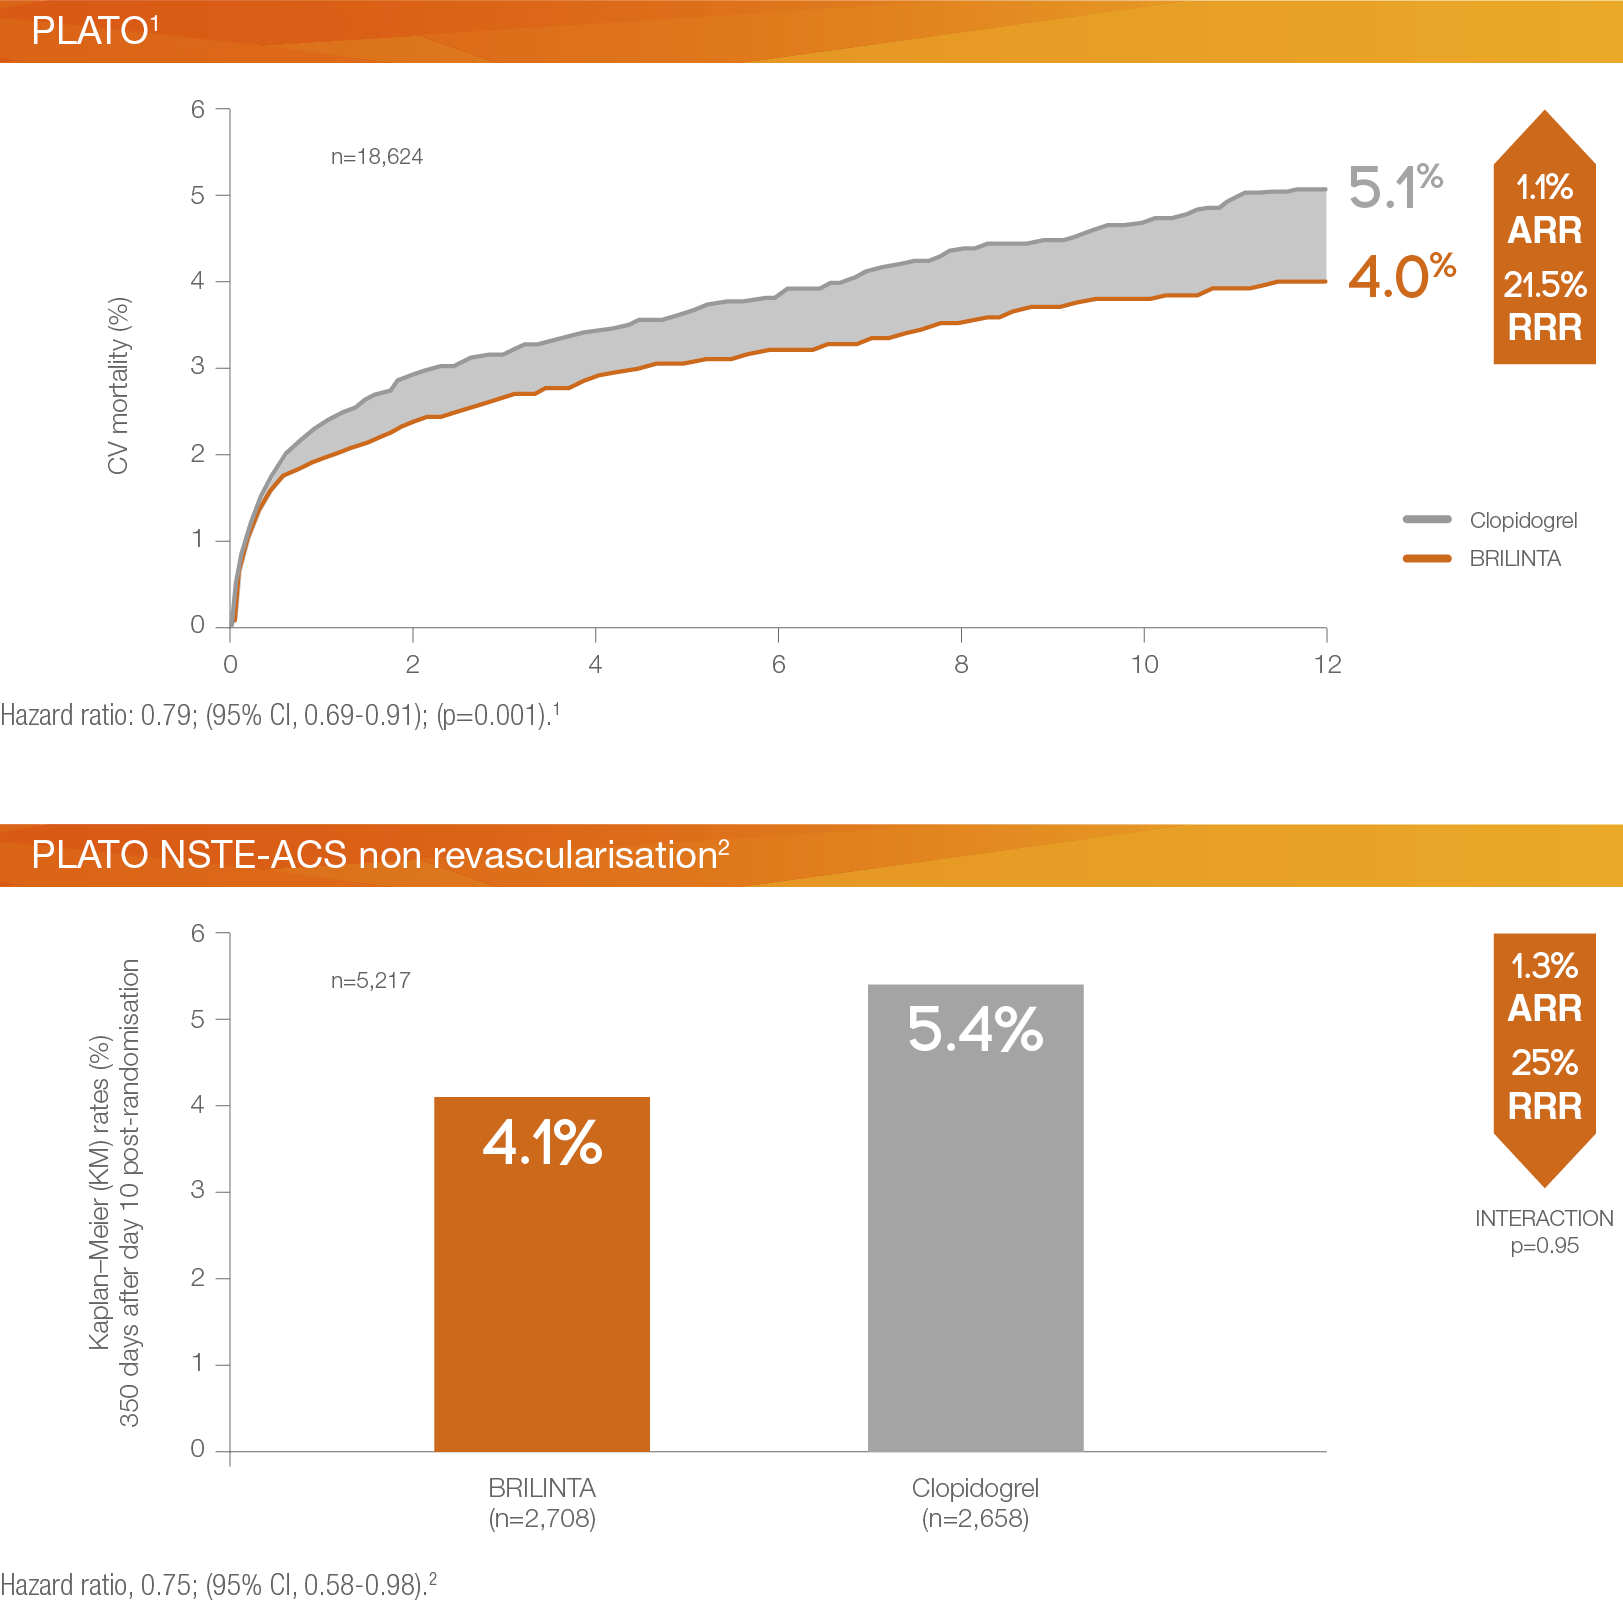 PLATO¹
6
5
4
3
2
1
0
CV mortality (%)
n=18,624
5.1%
4.0%
1.1%
ARR
21.5%
RRR
Clopidogrel
BRILINTA
0 2 4 6 8 10 12
Hazard ratio: 0.79; (95% CI, 0.69-0.91); (p=0.001).¹
PLATO NSTE-ACS non revascularisation²
6
5
4
3
2
1
0
Kaplan–Meier (KM) rates (%)
350 days after day 10 post-randomisation
n=5,217
4.1%
5.4%
1.3%
ARR
25%
RRR
INTERACTION
p=0.95
BRILINTA
(n=2,708)
Clopidogrel
(n=2,658)
Hazard ratio, 0.75; (95% CI, 0.58-0.98).²